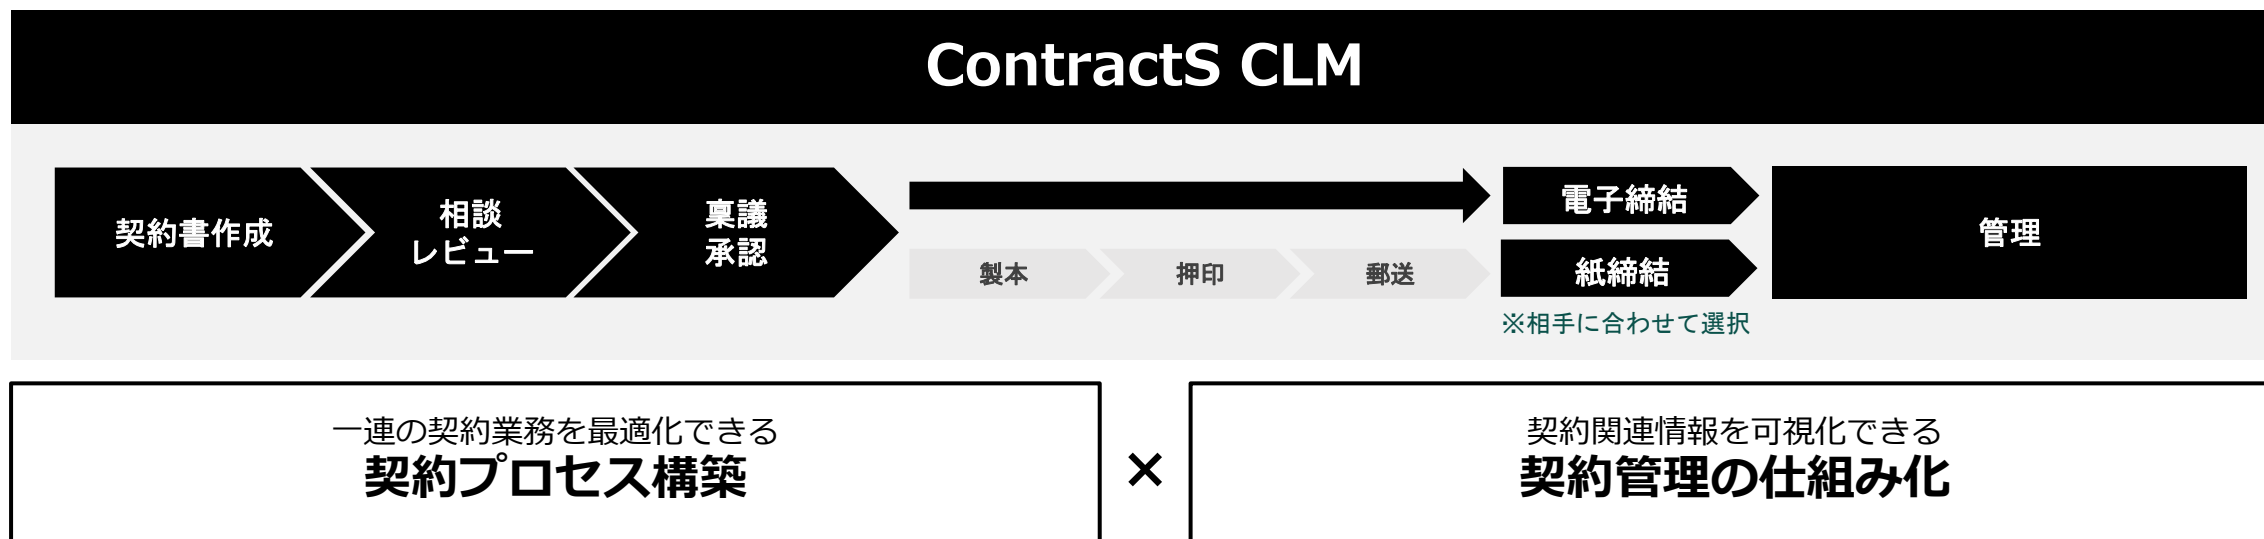 ContractS CLM
契約書作成
相談
レビュー
稟議
承認
電子締結
製本
押印
郵送
紙締結
管理
※相手に合わせて選択
一連の契約業務を最適化できる
契約プロセス構築
×
契約関連情報を可視化できる
契約管理の仕組み化